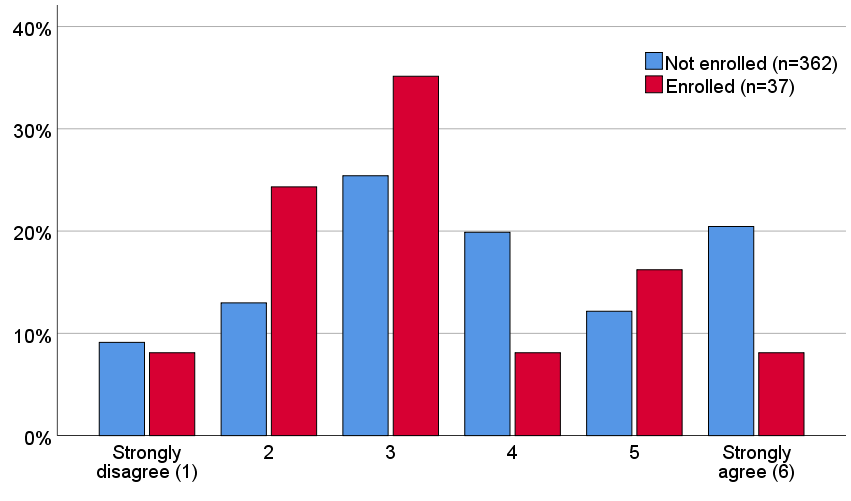 40%
30%
20%
10%
0%
Not enrolled (n=362)
Enrolled (n=37)
Strongly
disagree (1)
2
3
4
5
Strongly
agree (6)